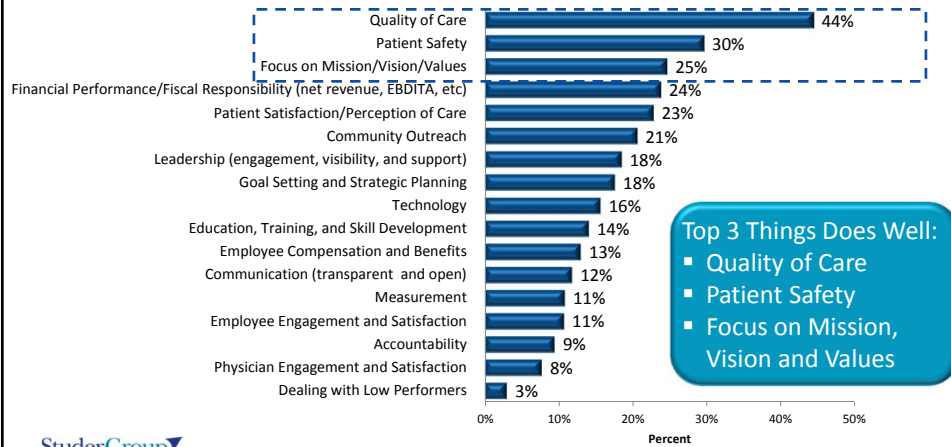 Quality of Care 44%
Patient Safety 30%
Focus on Mission/Vision/Values 25%
Financial Performance/Fiscal Responsibility (net revenue, EBDITA, etc) 24%
Patient Satisfaction/Perception of Care 23%
Community Outreach 21%
Leadership (engagement, visibility, and support) 18%
Goal Setting and Strategic Planning 18%
Technology 16%
Education, Training, and Skill Development 14%
Employee Compensation and Benefits 13%
Communication (transparent and open) 12%
Measurement 11%
Employee Engagement and Satisfaction 11%
Accountability 9%
Physician Engagement and Satisfaction 8%
Dealing with Low Performers 3%
0% 10% 20% 30% 40% 50%
Percent
Top 3 Things Does Well:
▪ Quality of Care
▪ Patient Safety
▪ Focus on Mission,
Vision and Values
StuderGroup